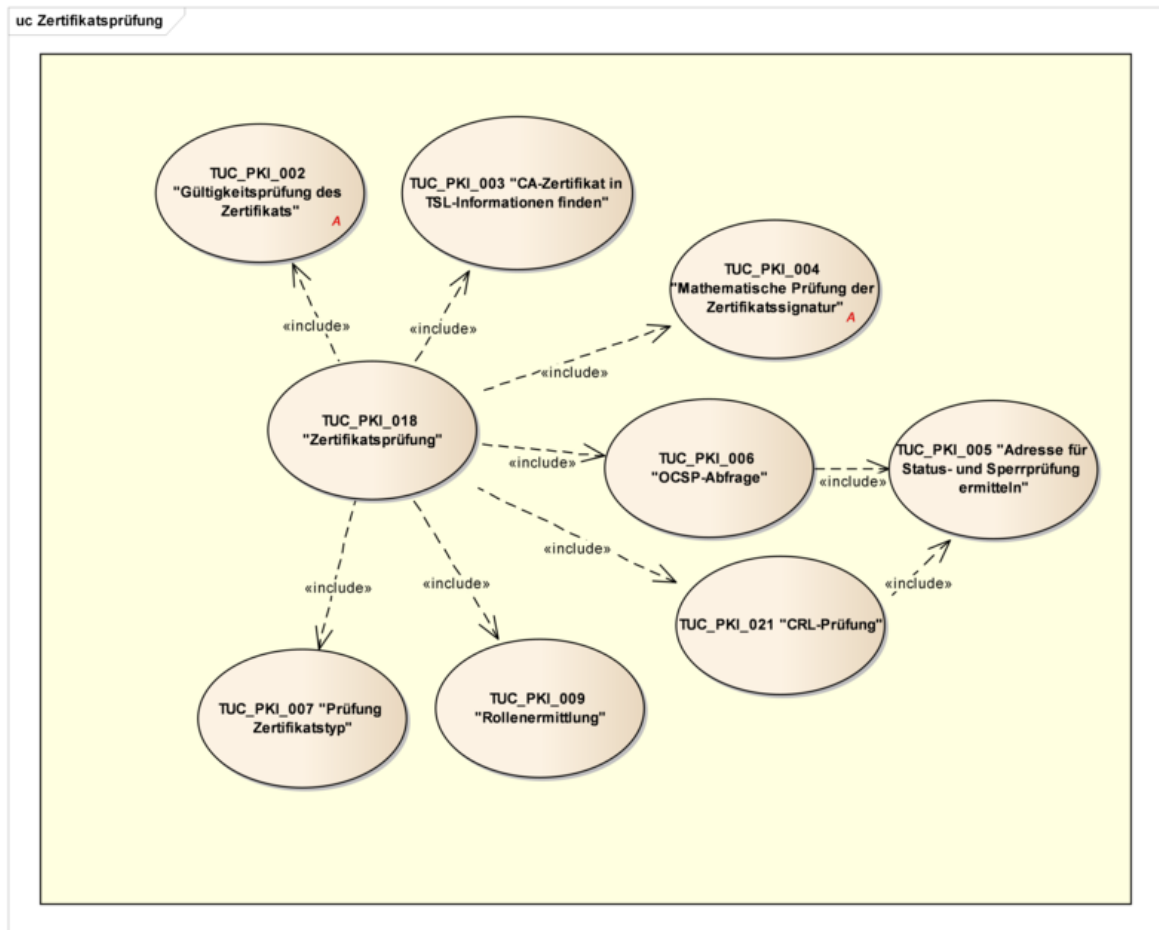 uc Zertifikatsprüfung
TUC_PKI_002
"Gültigkeitsprüfung des
Zertifikats"
A
TUC_PKI_003 "CA-Zertifikat in
TSL-Informationen finden"
TUC_PKI_004
"Mathematische Prüfung der
Zertifikatssignatur"
A
«include»
«include»
«include»
TUC_PKI_018
"Zertifikatsprüfung"
TUC_PKI_006
"OCSP-Abfrage"
TUC_PKI_005 "Adresse für
Status- und Sperrprüfung
ermitteln"
«include»
«include»
«include»
«include»
«include»
«include»
TUC_PKI_021 "CRL-Prüfung"
TUC_PKI_007 "Prüfung
Zertifikatstyp"
TUC_PKI_009
"Rollenermittlung"